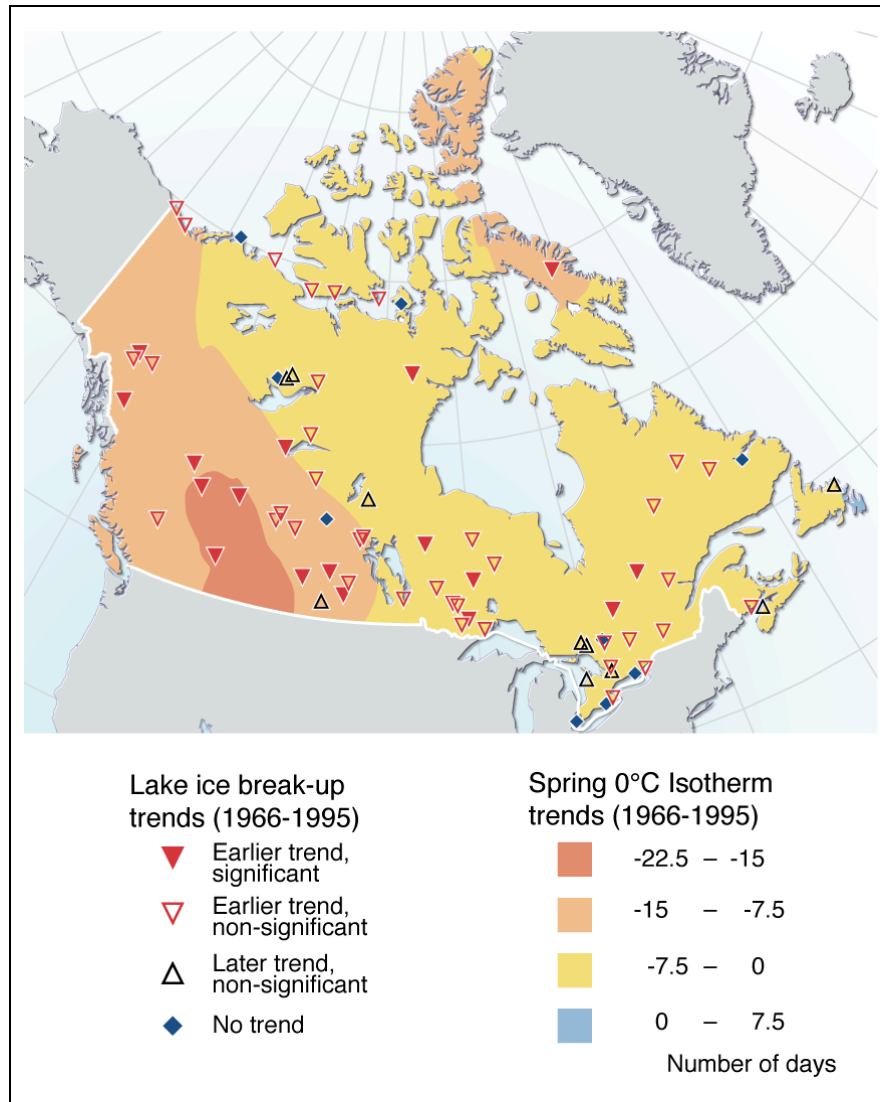 Lake ice break-up
trends (1966-1995)
Earlier trend,
significant
Earlier trend,
non-significant
Later trend,
non-significant
No trend
Spring 0°C Isotherm
trends (1966-1995)
-22.5 – -15
-15 – -7.5
-7.5 – 0
0 – 7.5
Number of days